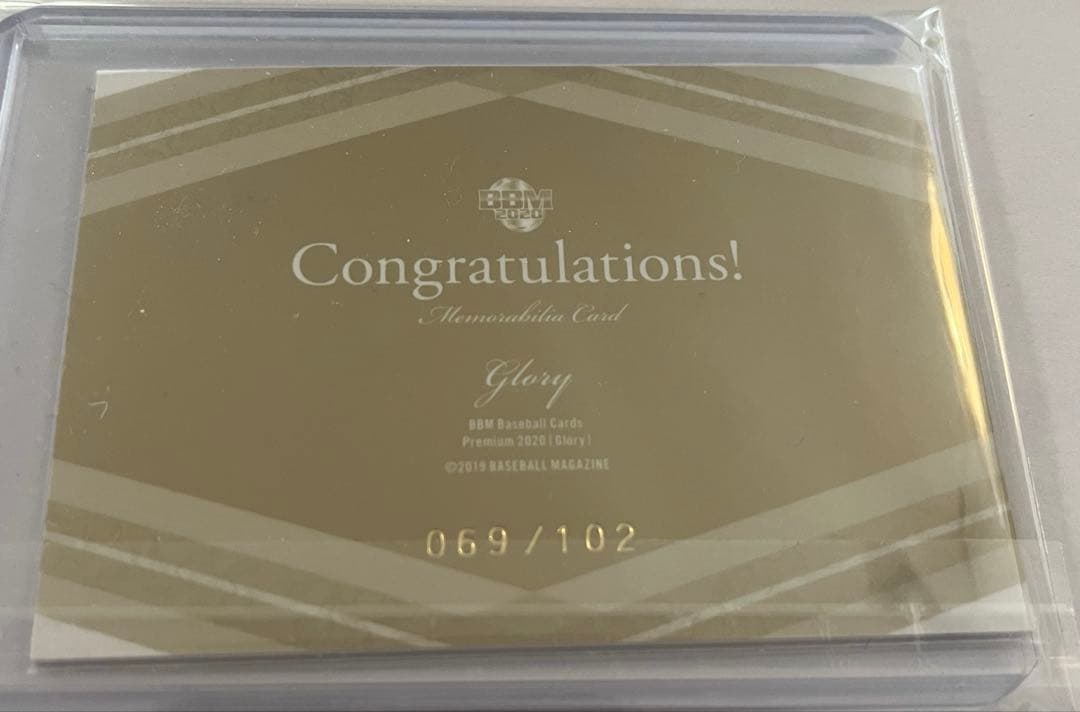 BBM
2020
Congratulations!
Memorabilia Card
Glory
BBM Baseball Cards
Premium 2020 [Glory]
©2019 BASEBALL MAGAZINE
069/102